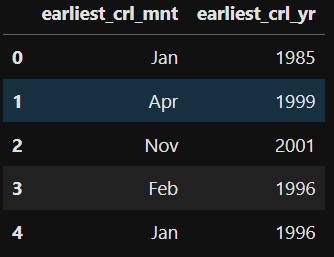 earliest_crl_mnt earliest_crl_yr
0 Jan 1985
1 Apr 1999
2 Nov 2001
3 Feb 1996
4 Jan 1996